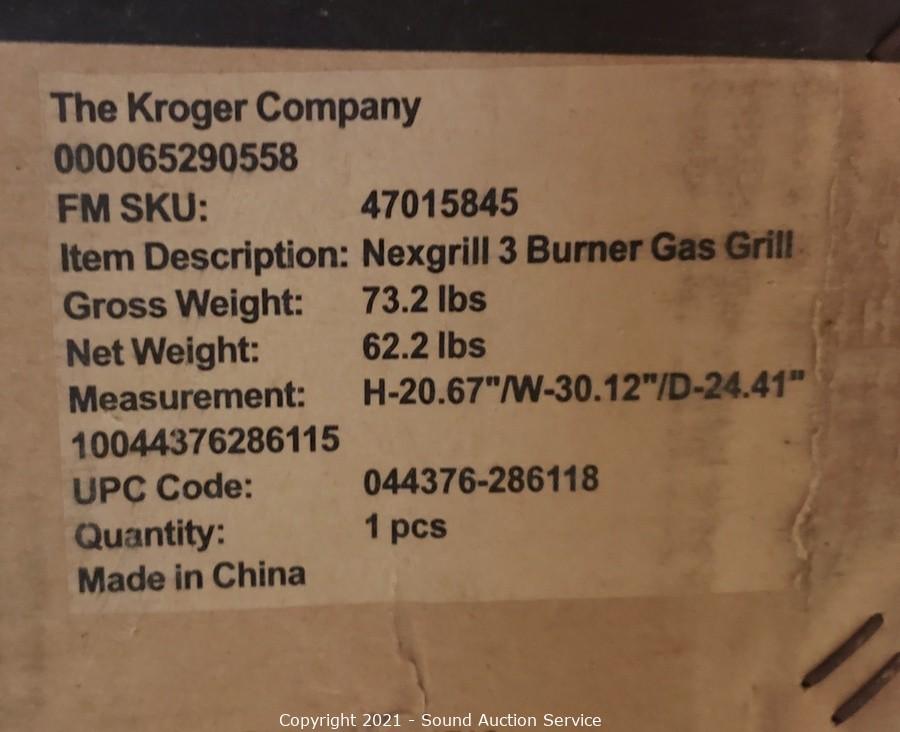 The Kroger Company
000065290558
FM SKU: 47015845
Item Description: Nexgrill 3 Burner Gas Grill
Gross Weight: 73.2 lbs
Net Weight: 62.2 lbs
Measurement: H-20.67"/W-30.12"/D-24.41"
10044376286115
UPC Code: 044376-286118
Quantity: 1 pcs
Made in China
Copyright 2021 - Sound Auction Service